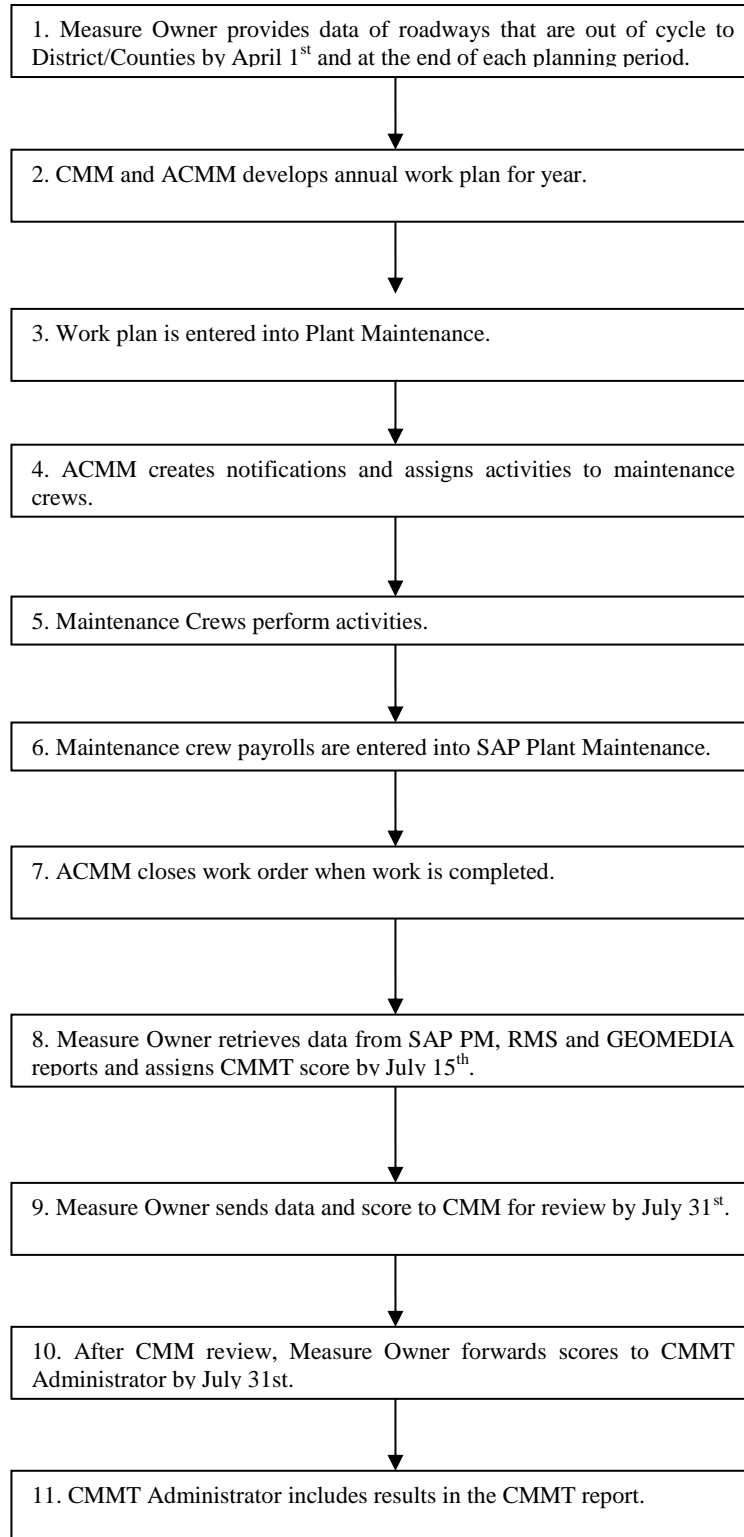 1. Measure Owner provides data of roadways that are out of cycle to
District/Counties by April 1st and at the end of each planning period.
2. CMM and ACMM develops annual work plan for year.
3. Work plan is entered into Plant Maintenance.
4. ACMM creates notifications and assigns activities to maintenance
crews.
5. Maintenance Crews perform activities.
6. Maintenance crew payrolls are entered into SAP Plant Maintenance.
7. ACMM closes work order when work is completed.
8. Measure Owner retrieves data from SAP PM, RMS and GEOMEDIA
reports and assigns CMMT score by July 15th.
9. Measure Owner sends data and score to CMM for review by July 31st.
10. After CMM review, Measure Owner forwards scores to CMMT
Administrator by July 31st.
11. CMMT Administrator includes results in the CMMT report.